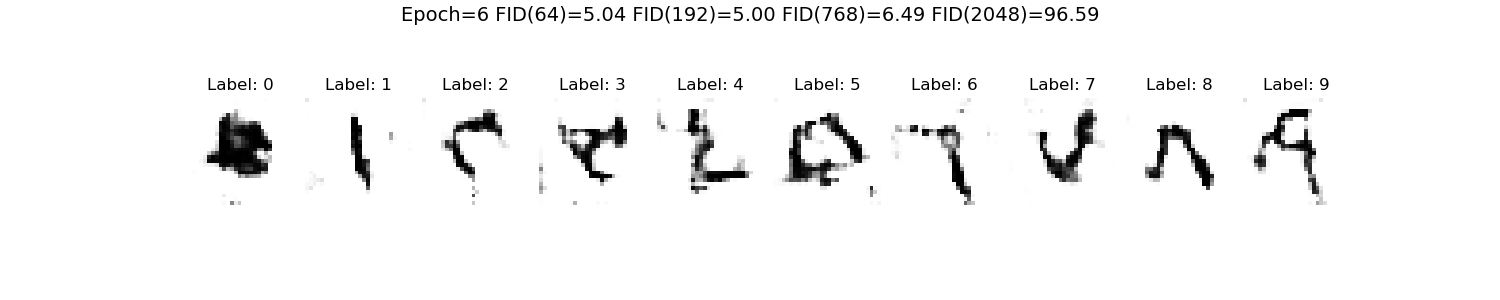 Epoch=6 FID(64)=5.04 FID(192)=5.00 FID(768)=6.49 FID(2048)=96.59
Label: 0 Label: 1 Label: 2 Label: 3 Label: 4 Label: 5 Label: 6 Label: 7 Label: 8 Label: 9